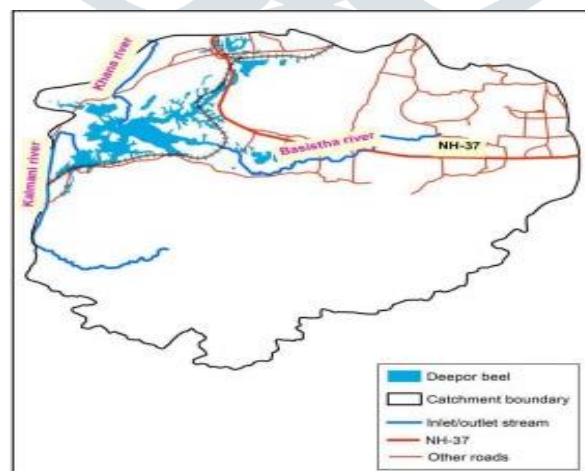 Khana river
Kalmani river
Basistha river
NH-37
Deepor beel
Catchment boundary
Inlet/outlet stream
NH-37
Other roads